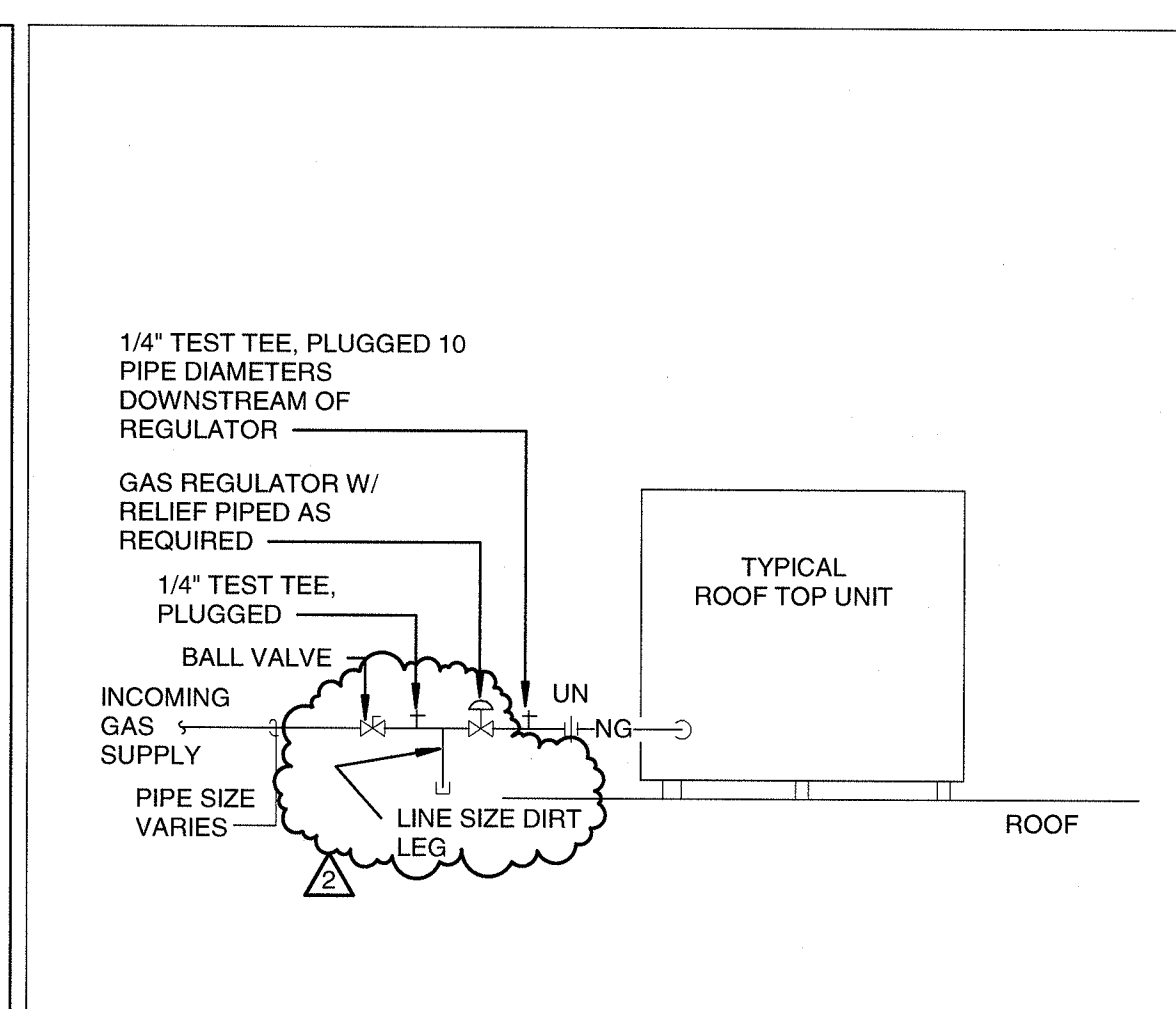 1/4" TEST TEE, PLUGGED 10
PIPE DIAMETERS
DOWNSTREAM OF
REGULATOR
GAS REGULATOR W/
RELIEF PIPED AS
REQUIRED
1/4" TEST TEE,
PLUGGED
BALL VALVE
INCOMING
GAS
SUPPLY
PIPE SIZE
VARIES
LINE SIZE DIRT
LEG
2
UN
NG
TYPICAL
ROOF TOP UNIT
ROOF